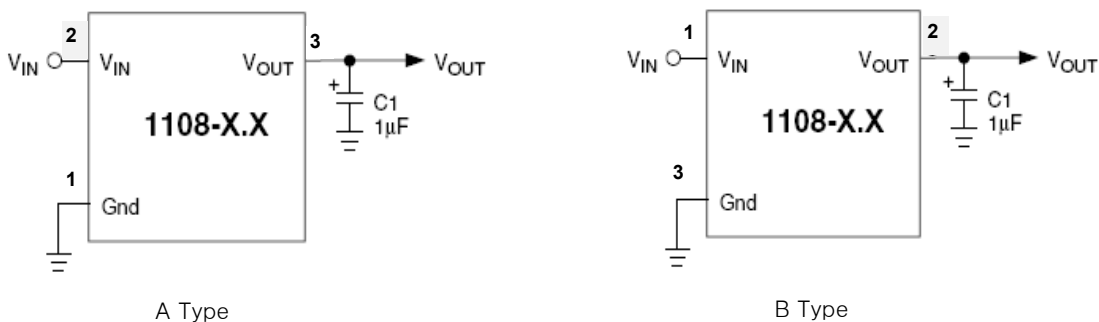 2
3
V_IN
V_IN
V_OUT
V_OUT
+
C1
1μF
1108-X.X
1
Gnd
A Type
1
2
V_IN
V_IN
V_OUT
V_OUT
+
C1
1μF
1108-X.X
3
Gnd
B Type